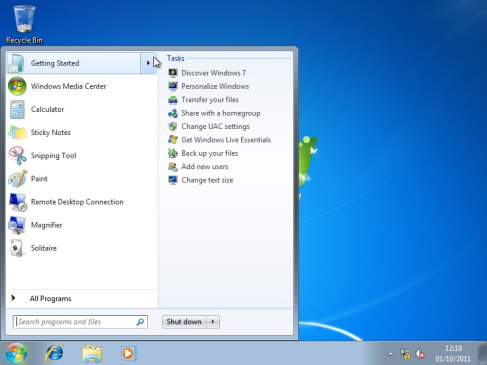 Recycle Bin
Getting Started
Windows Media Center
Calculator
Sticky Notes
Snipping Tool
Paint
Remote Desktop Connection
Magnifier
Solitaire
All Programs
Search programs and files
Tasks
Discover Windows 7
Personalize Windows
Transfer your files
Share with a homegroup
Change UAC settings
Get Windows Live Essentials
Back up your files
Add new users
Change text size
Shut down
12:19
01/10/2011